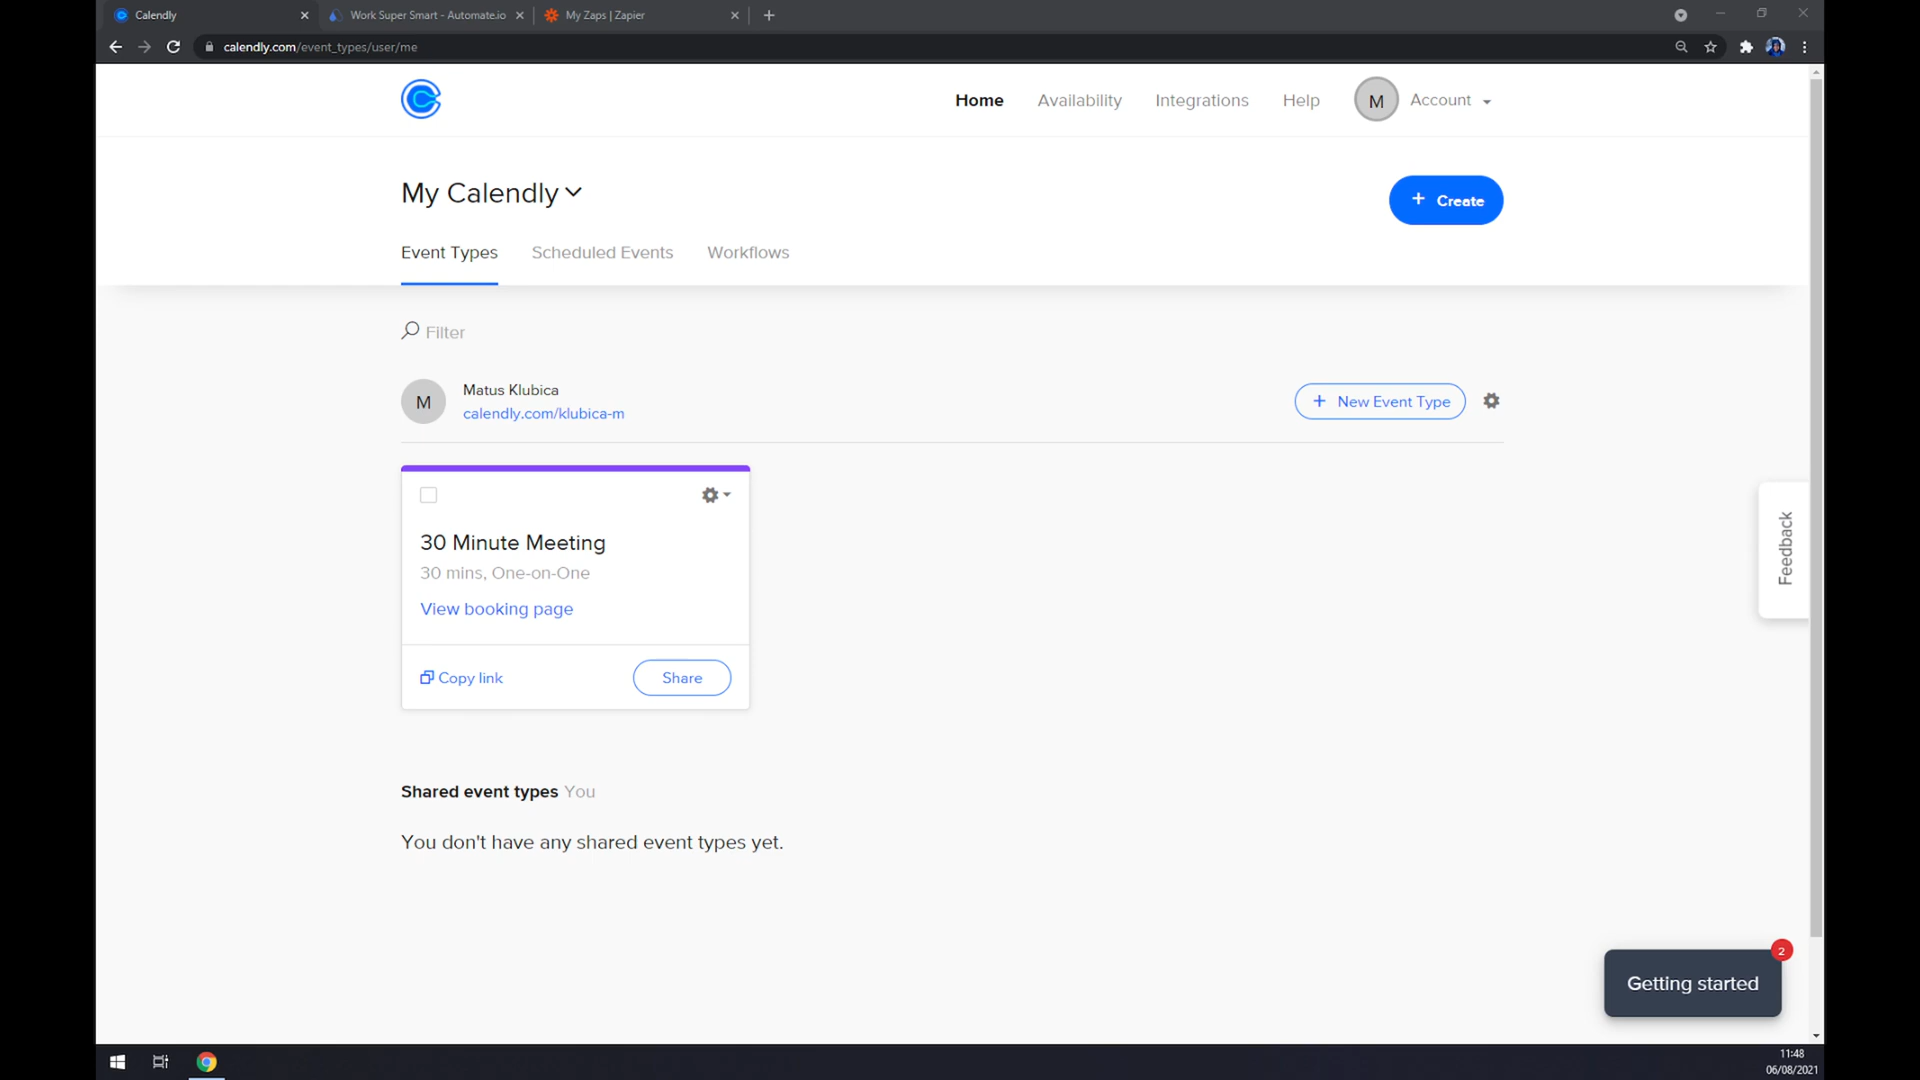 Calendly
Work Super Smart - Automate.io
My Zaps | Zapier
calendly.com/event_types/user/me
Home
Availability
Integrations
Help
M
Account
My Calendly
+ Create
Event Types
Scheduled Events
Workflows
Filter
M
Matus Klubica
calendly.com/klubica-m
+ New Event Type
30 Minute Meeting
30 mins, One-on-One
View booking page
Copy link
Share
Feedback
Shared event types You
You don't have any shared event types yet.
2
Getting started
11:48
06/08/2021